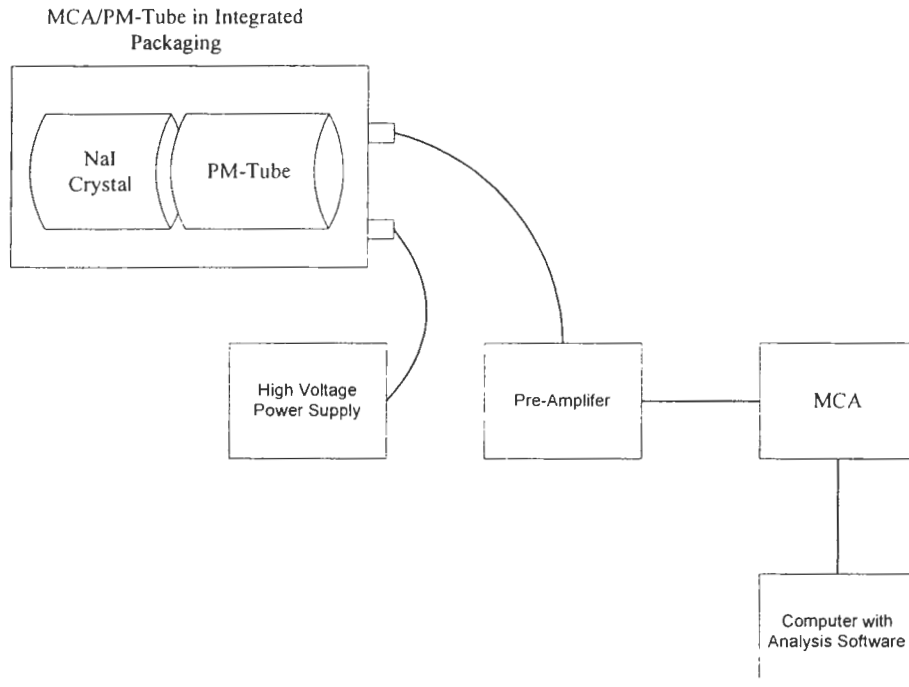 MCA/PM-Tube in Integrated
Packaging
NaI
Crystal
PM-Tube
High Voltage
Power Supply
Pre-Amplifer
MCA
Computer with
Analysis Software